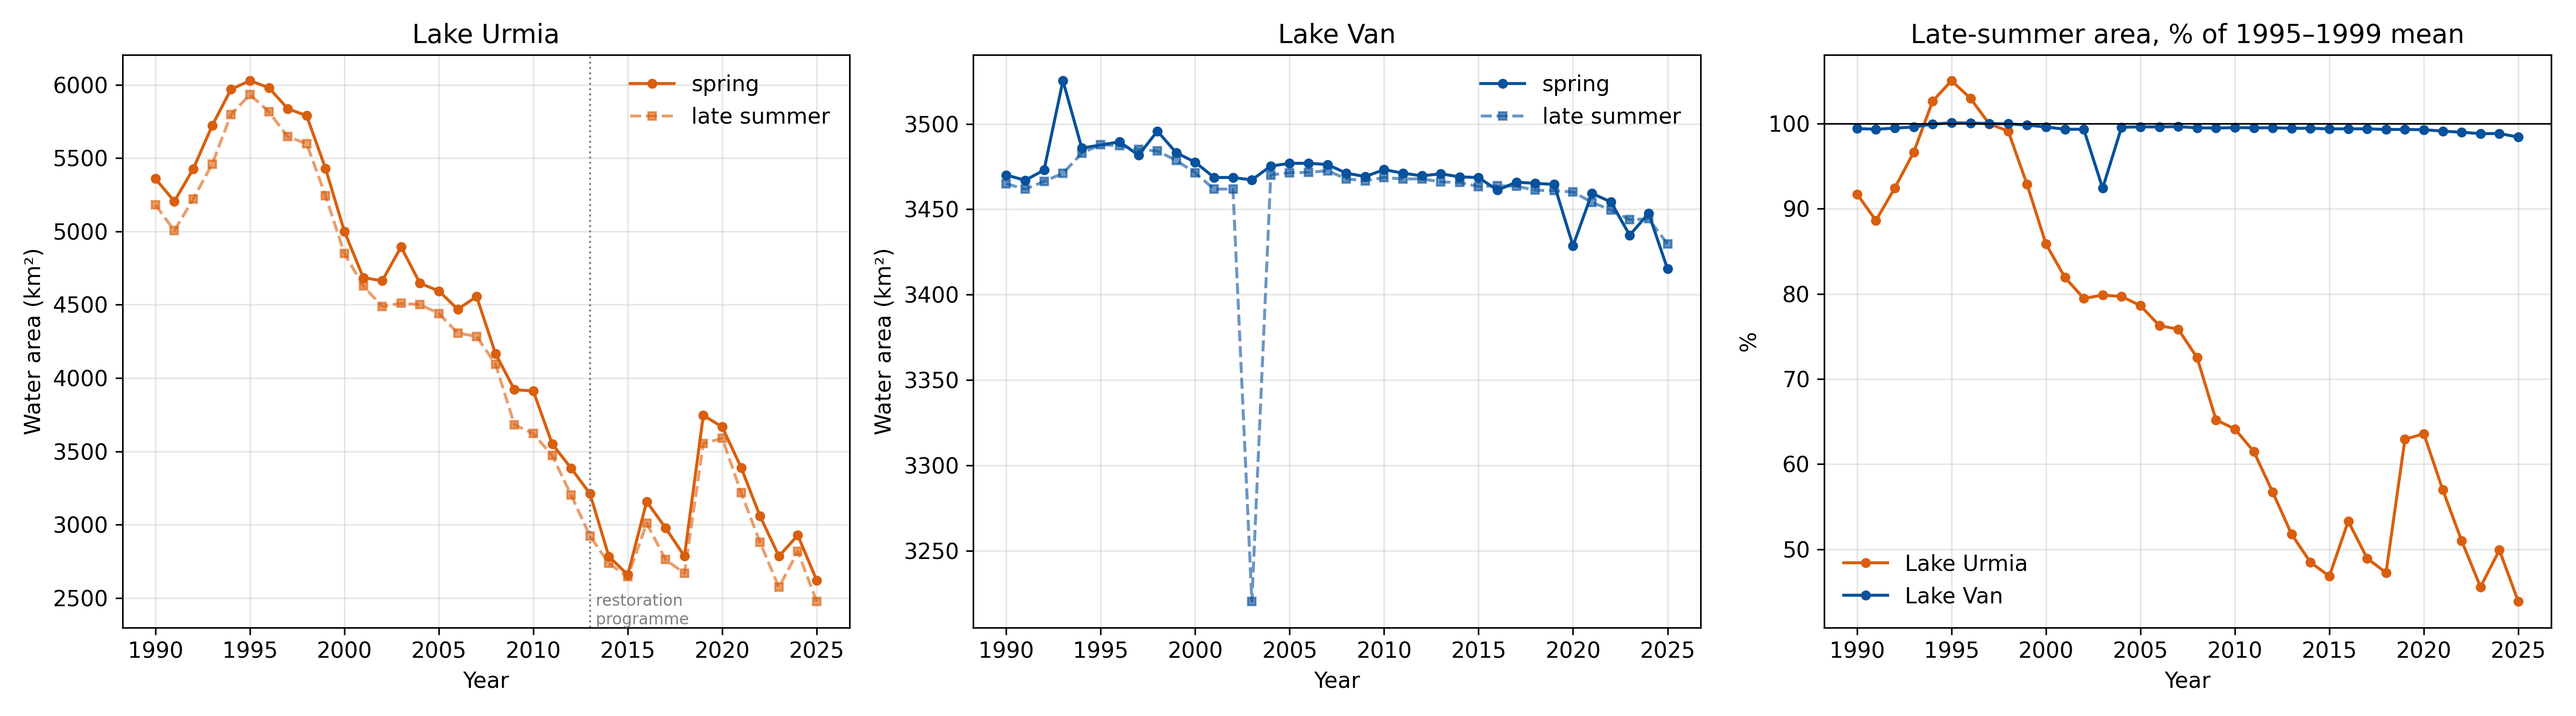 Lake Urmia
Water area (km²)
6000
5500
5000
4500
4000
3500
3000
2500
spring
late summer
restoration
programme
1990 1995 2000 2005 2010 2015 2020 2025
Year
Lake Van
Water area (km²)
3500
3450
3400
3350
3300
3250
spring
late summer
1990 1995 2000 2005 2010 2015 2020 2025
Year
Late-summer area, % of 1995–1999 mean
%
100
90
80
70
60
50
Lake Urmia
Lake Van
1990 1995 2000 2005 2010 2015 2020 2025
Year